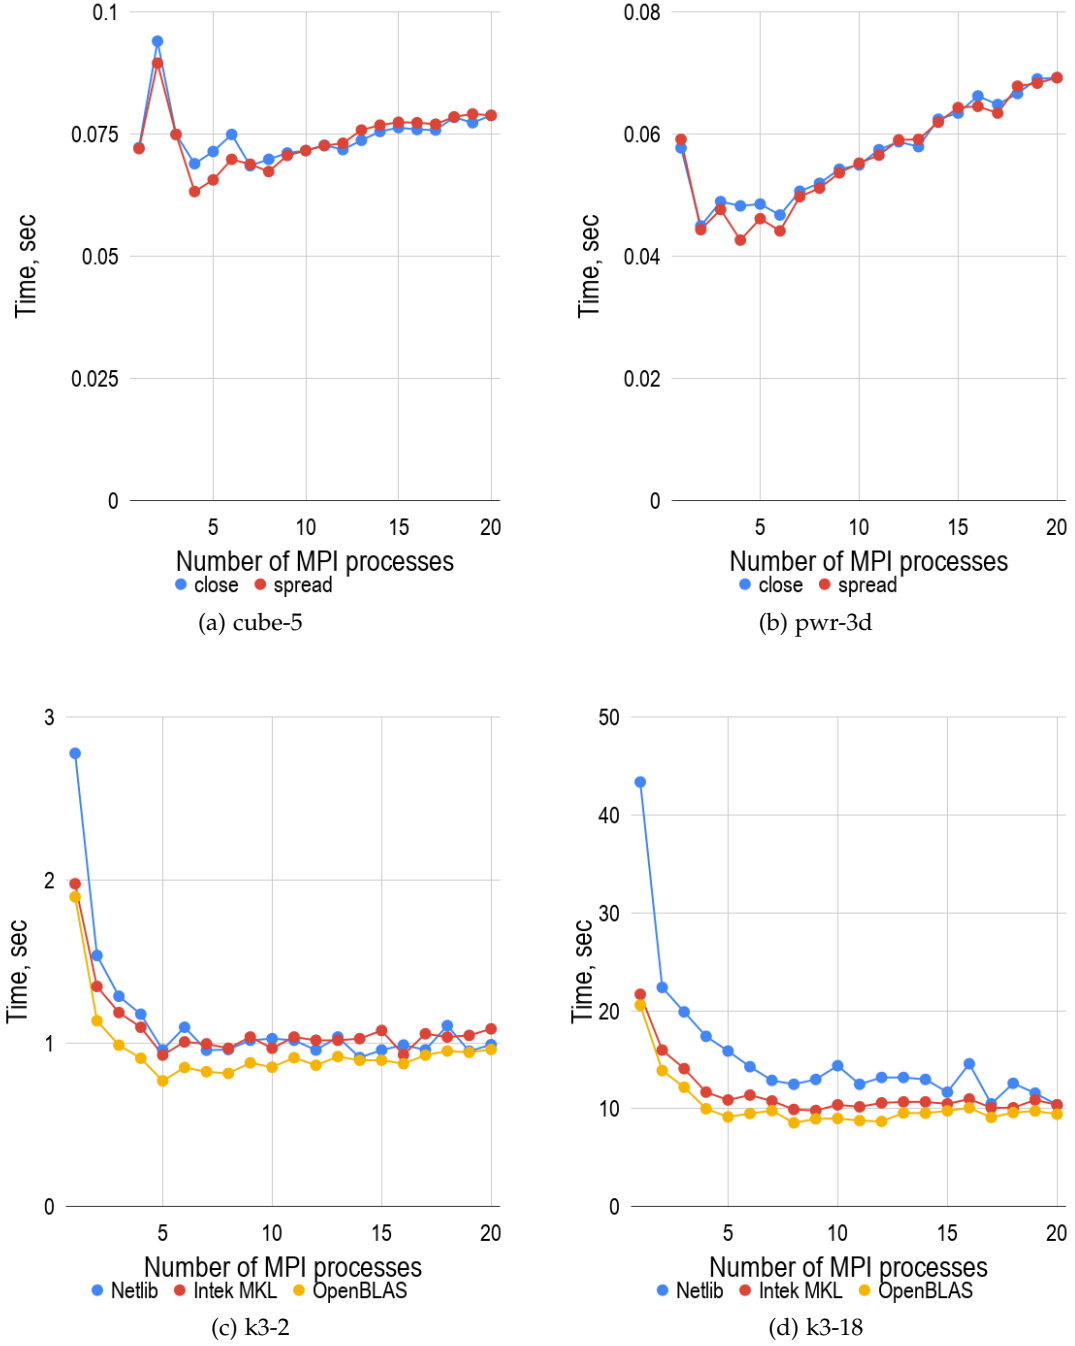 0.1
0.075
0.05
0.025
0
Time, sec
5 10 15 20
Number of MPI processes
close spread
(a) cube-5
0.08
0.06
0.04
0.02
0
Time, sec
5 10 15 20
Number of MPI processes
close spread
(b) pwr-3d
3
2
1
0
Time, sec
5 10 15 20
Number of MPI processes
Netlib Intek MKL OpenBLAS
(c) k3-2
50
40
30
20
10
0
Time, sec
5 10 15 20
Number of MPI processes
Netlib Intek MKL OpenBLAS
(d) k3-18